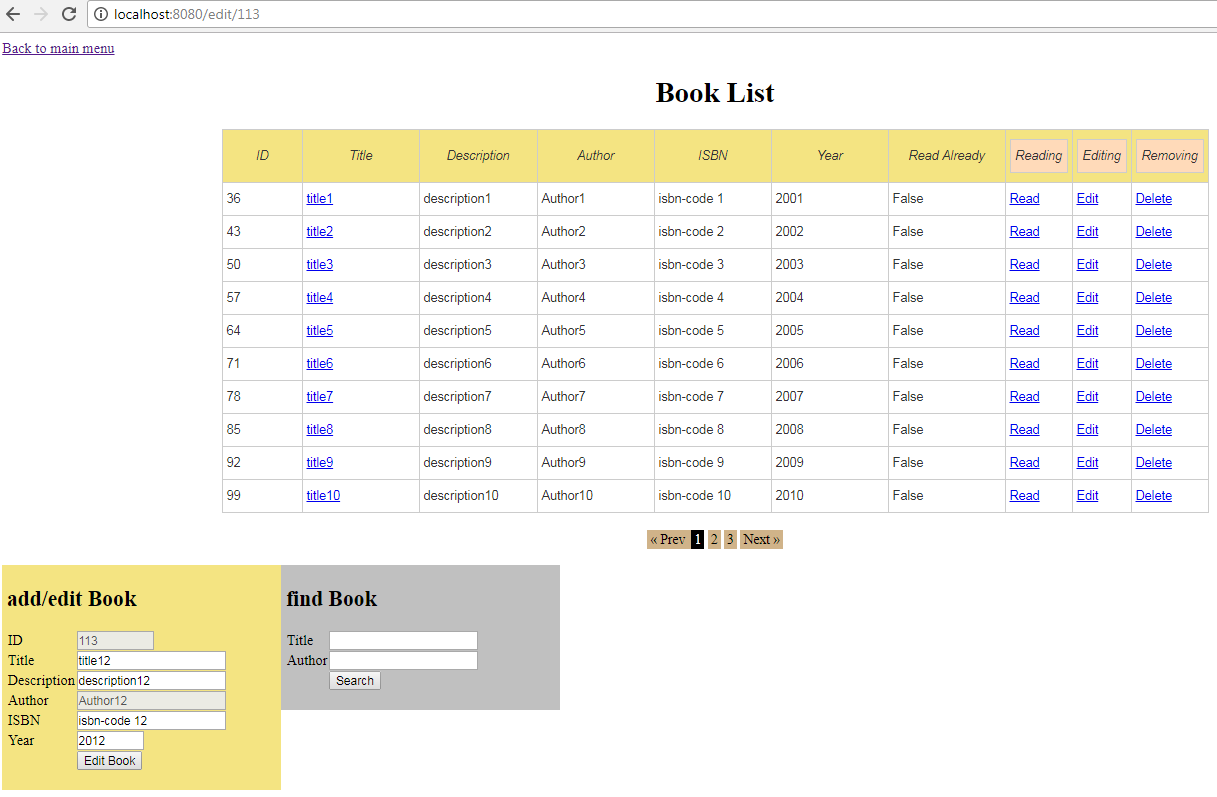 localhost:8080/edit/113
Back to main menu
Book List
ID Title Description Author ISBN Year Read Already Reading Editing Removing
36 title1 description1 Author1 isbn-code 1 2001 False Read Edit Delete
43 title2 description2 Author2 isbn-code 2 2002 False Read Edit Delete
50 title3 description3 Author3 isbn-code 3 2003 False Read Edit Delete
57 title4 description4 Author4 isbn-code 4 2004 False Read Edit Delete
64 title5 description5 Author5 isbn-code 5 2005 False Read Edit Delete
71 title6 description6 Author6 isbn-code 6 2006 False Read Edit Delete
78 title7 description7 Author7 isbn-code 7 2007 False Read Edit Delete
85 title8 description8 Author8 isbn-code 8 2008 False Read Edit Delete
92 title9 description9 Author9 isbn-code 9 2009 False Read Edit Delete
99 title10 description10 Author10 isbn-code 10 2010 False Read Edit Delete
« Prev 1 2 3 Next »
add/edit Book
ID 113
Title title12
Description description12
Author Author12
ISBN isbn-code 12
Year 2012
Edit Book
find Book
Title
Author
Search